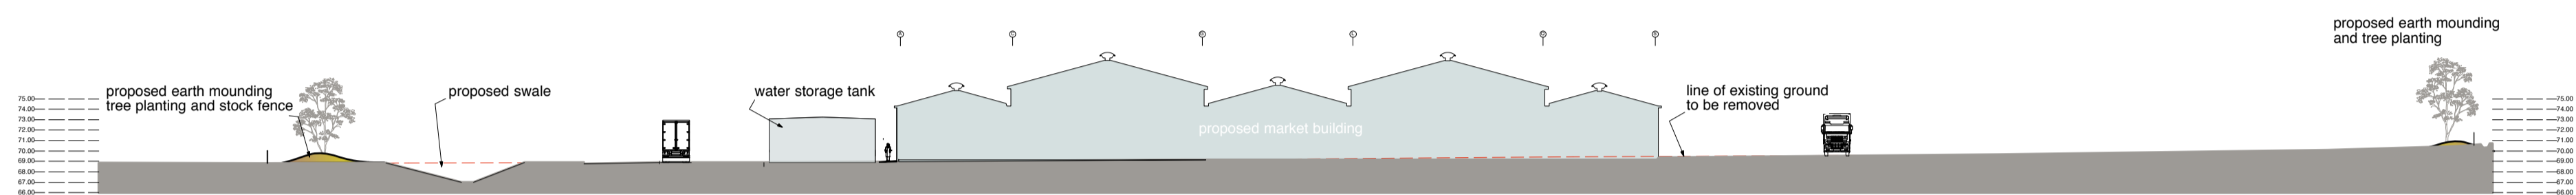 proposed earth mounding
and tree planting
proposed earth mounding
tree planting and stock fence
proposed swale
water storage tank
line of existing ground
to be removed
proposed market building
75.00
74.00
73.00
72.00
71.00
70.00
69.00
68.00
67.00
66.00
75.00
74.00
73.00
72.00
71.00
70.00
69.00
68.00
67.00
66.00